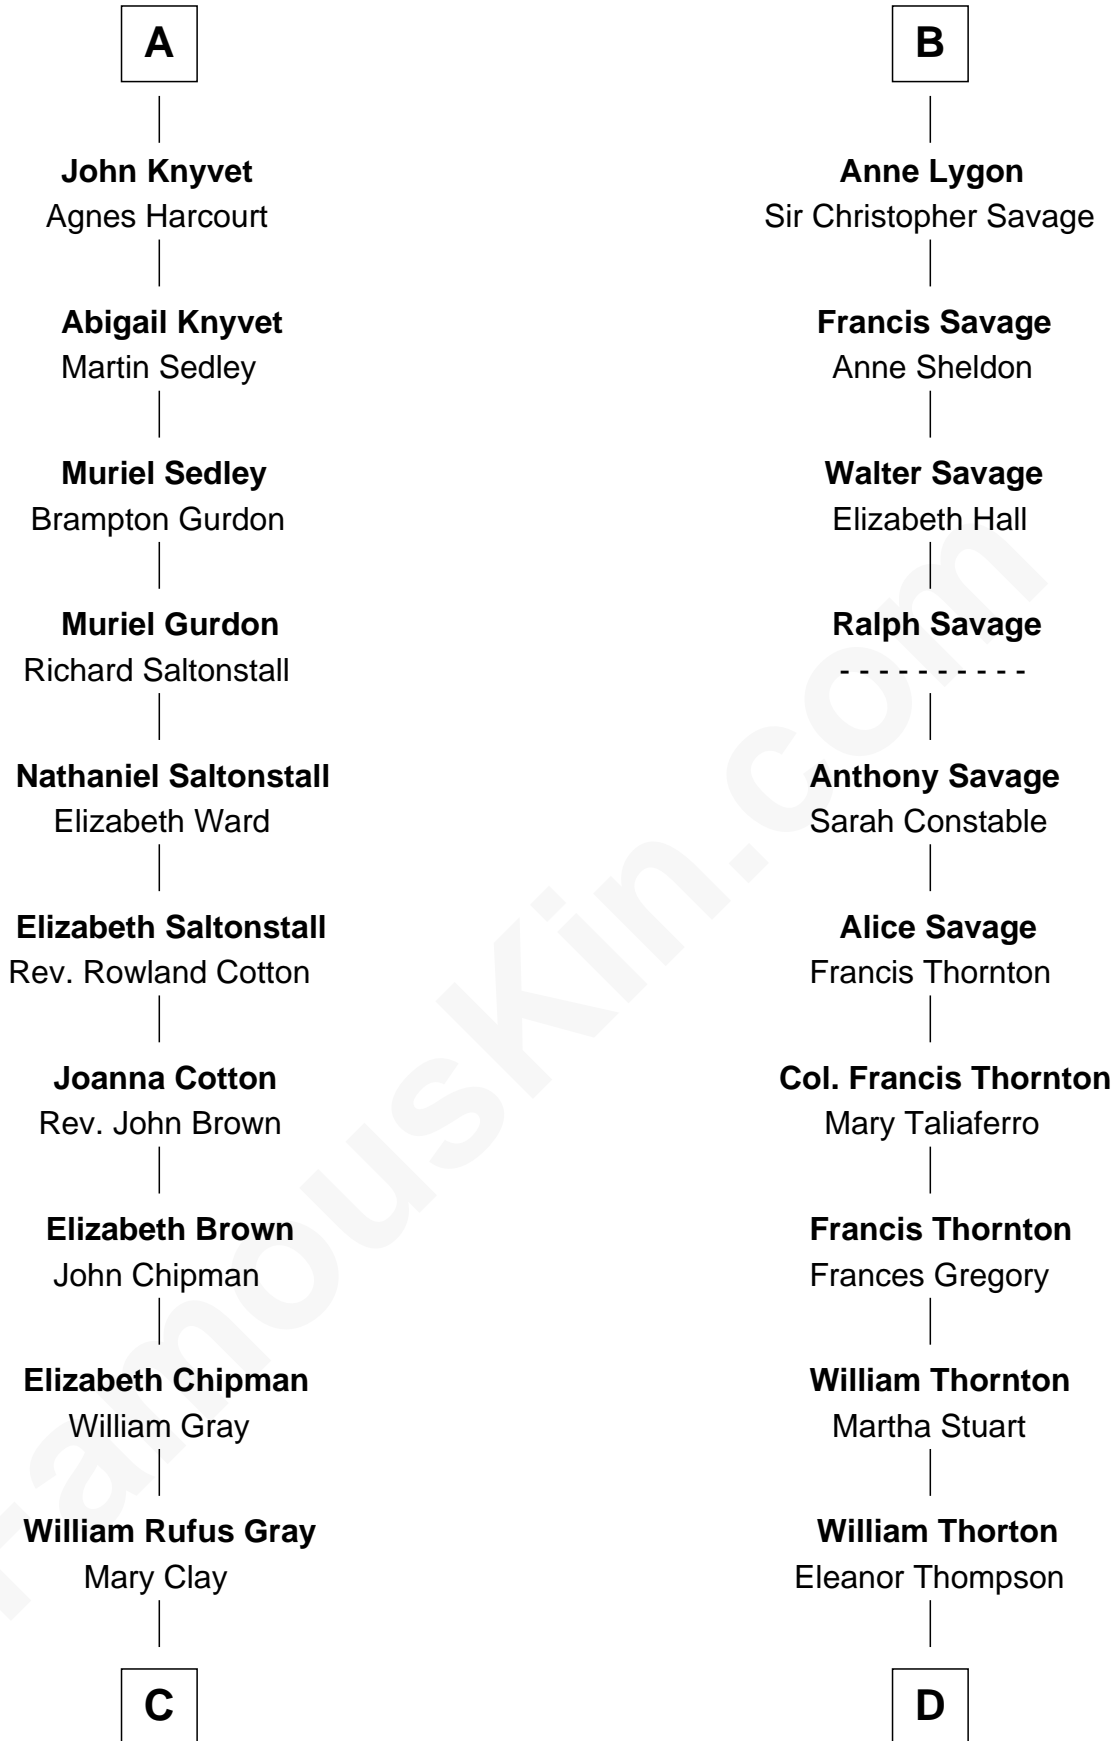 A
John Knyvet
Agnes Harcourt
Abigail Knyvet
Martin Sedley
Muriel Sedley
Brampton Gurdon
Muriel Gurdon
Richard Saltonstall
Nathaniel Saltonstall
Elizabeth Ward
Elizabeth Saltonstall
Rev. Rowland Cotton
Joanna Cotton
Rev. John Brown
Elizabeth Brown
John Chipman
Elizabeth Chipman
William Gray
William Rufus Gray
Mary Clay
C
B
Anne Lygon
Sir Christopher Savage
Francis Savage
Anne Sheldon
Walter Savage
Elizabeth Hall
Ralph Savage
- - - - - - - - - -
Anthony Savage
Sarah Constable
Alice Savage
Francis Thornton
Col. Francis Thornton
Mary Taliaferro
Francis Thornton
Frances Gregory
William Thornton
Martha Stuart
William Thorton
Eleanor Thompson
D
FamousKin.com